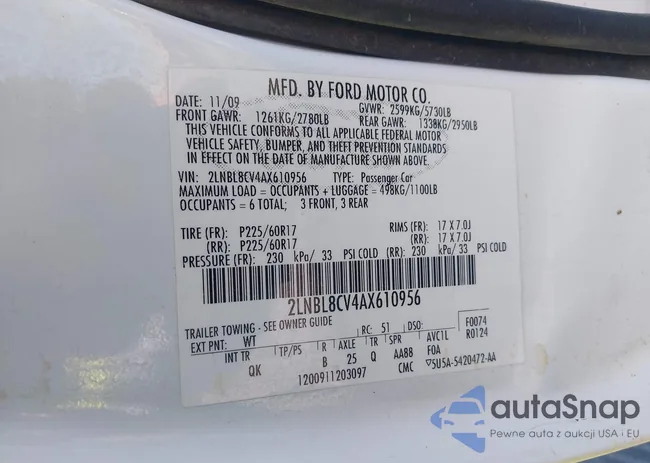 MFD. BY FORD MOTOR CO.
DATE: 11/09 GVWR: 2599KG/5730LB
FRONT GAWR: 1261KG/2780LB REAR GAWR: 1338KG/2950LB
THIS VEHICLE CONFORMS TO ALL APPLICABLE FEDERAL MOTOR
VEHICLE SAFETY, BUMPER, AND THEFT PREVENTION STANDARDS
IN EFFECT ON THE DATE OF MANUFACTURE SHOWN ABOVE.
VIN: 2LNBL8CV4AX610956 TYPE: Passenger Car
MAXIMUM LOAD = OCCUPANTS + LUGGAGE = 498KG/1100LB
OCCUPANTS = 6 TOTAL; 3 FRONT, 3 REAR
TIRE (FR): P225/60R17 RIMS (FR): 17 X 7.0J
(RR): P225/60R17 (RR): 17 X 7.0J
PRESSURE (FR): 230 kPa/ 33 PSI COLD (RR): 230 kPa/ 33 PSI COLD
2LNBL8CV4AX610956
TRAILER TOWING - SEE OWNER GUIDE
EXT PNT: WT RC: 51 DSO: F0074
R0124
INT TR TP/PS R AXLE TR SPR AVC1L
QK B 25 Q AABB FOA
1200911203097 CMC 5U5A-5420472-AA
autaSnap
Pewne auta z aukcji USA i EU